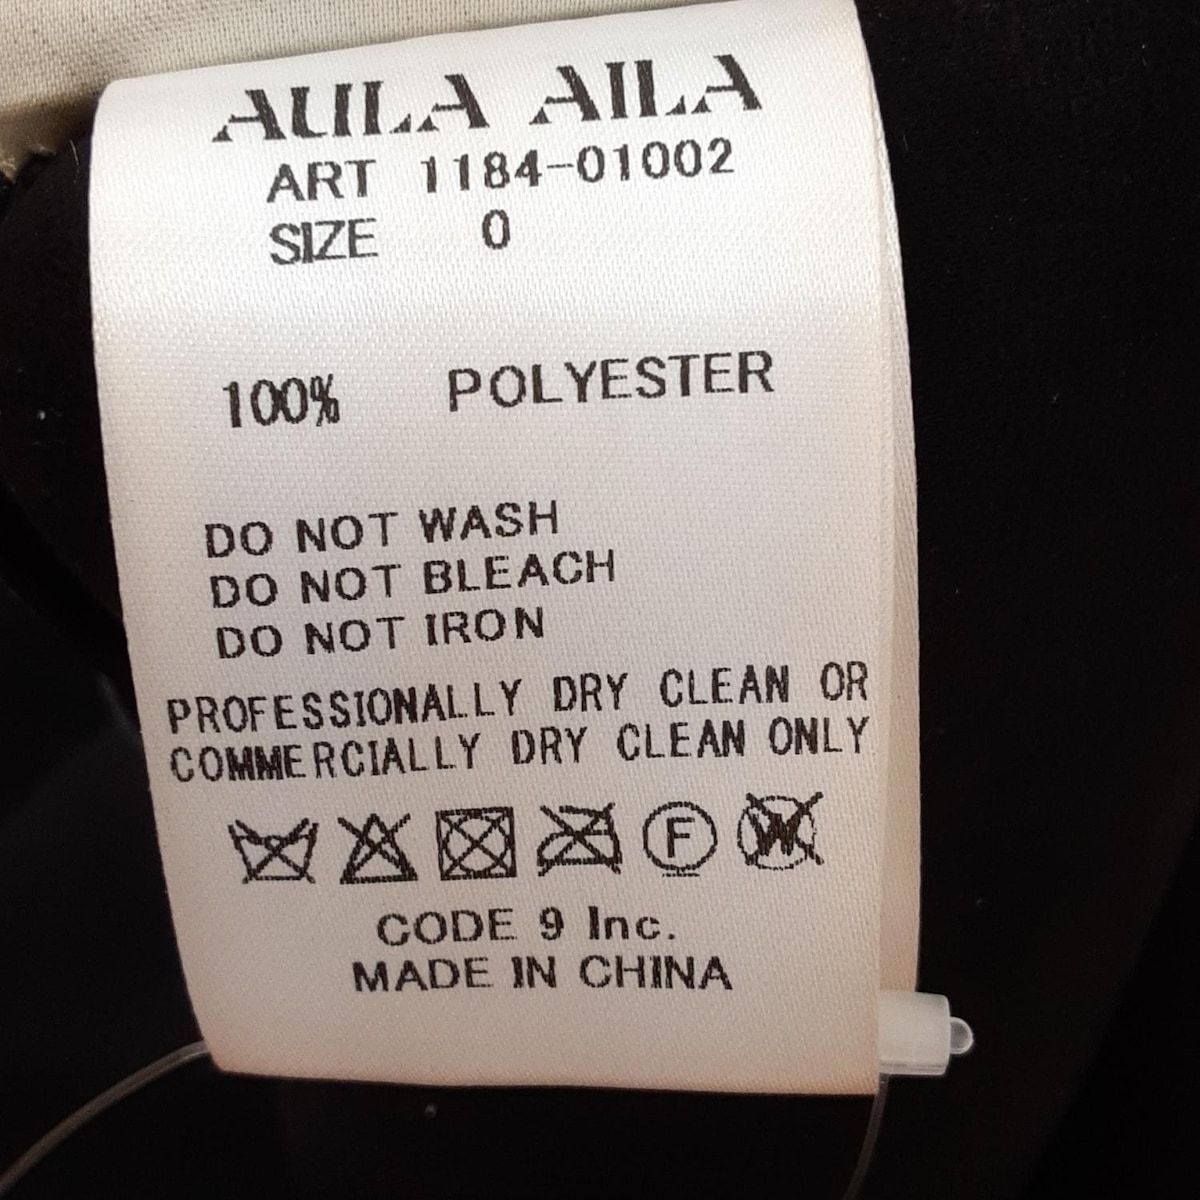 AULA AILA
ART 1184-01002
SIZE 0
100% POLYESTER
DO NOT WASH
DO NOT BLEACH
DO NOT IRON
PROFESSIONALLY DRY CLEAN OR
COMMERCIALLY DRY CLEAN ONLY
F W
CODE 9 Inc.
MADE IN CHINA